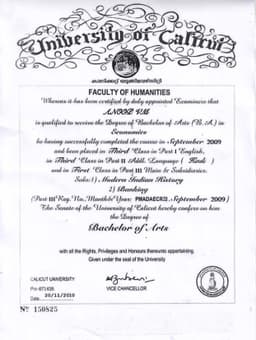 University of Calicut
FACULTY OF HUMANITIES
Whereas it has been certified by duly appointed Examiners that
is qualified to receive the Degree of Bachelor of Arts (B.A.) in
Economics
he having successfully completed the course in September 2009
and been placed in Third Class in Part I English,
in Third Class in Part II Addl. Language ( Hindi )
and in First Class in Part III Main & Subsidiaries.
Subs:1) Modern Indian History
2) Banking
(Part III Reg. No., Month & Year: September 2009)
The Senate of the University of Calicut hereby confers on him
the Degree of
Bachelor of Arts
with all the Rights, Privileges and Honours thereunto appertaining
Given under the seal of the University
CALICUT UNIVERSITY
Pin-673 635
Date 20/11/2010
VICE CHANCELLOR
No 150825